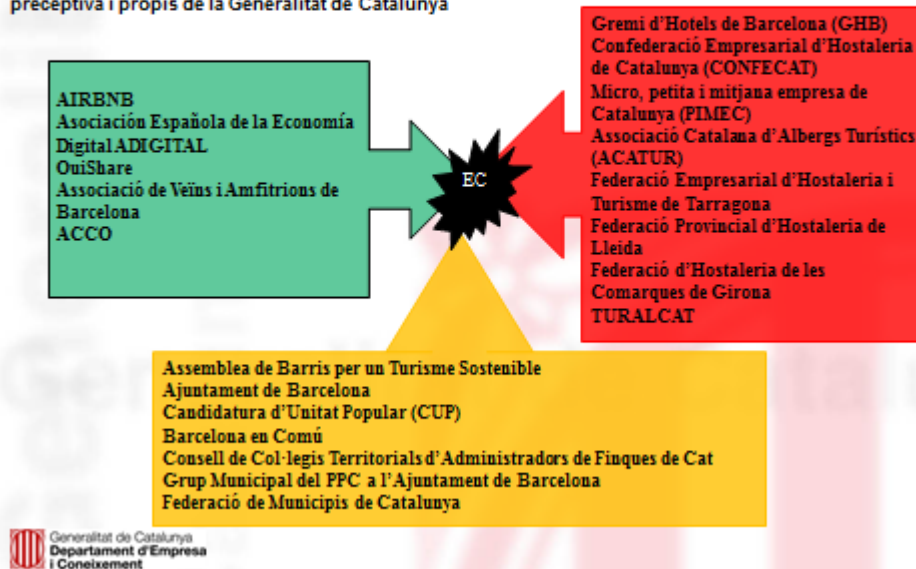 preceptiva i propis de la Generalitat de Catalunya
AIRBNB
Asociación Española de la Economía
Digital ADIGITAL
OuiShare
Associació de Veïns i Amfitrions de
Barcelona
ACCO
EC
Gremi d’Hotels de Barcelona (GHB)
Confederació Empresarial d’Hostaleria
de Catalunya (CONFECAT)
Micro, petita i mitjana empresa de
Catalunya (PIMEC)
Associació Catalana d’Albergs Turístics
(ACATUR)
Federació Empresarial d’Hostaleria i
Turisme de Tarragona
Federació Provincial d’Hostaleria de
Lleida
Federació d’Hostaleria de les
Comarques de Girona
TURALCAT
Assemblea de Barris per un Turisme Sostenible
Ajuntament de Barcelona
Candidatura d’Unitat Popular (CUP)
Barcelona en Comú
Consell de Col·legis Territorials d’Administradors de Finques de Cat
Grup Municipal del PPC a l’Ajuntament de Barcelona
Federació de Municipis de Catalunya
Generalitat de Catalunya
Departament d'Empresa
i Coneixement